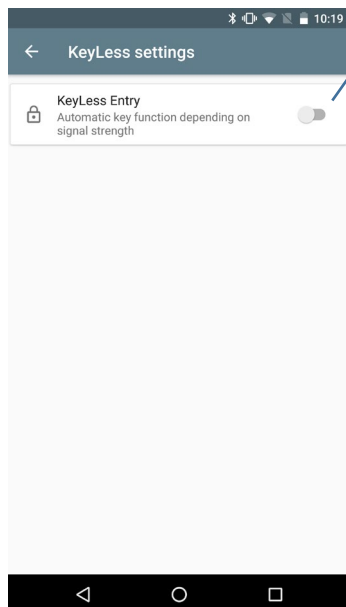 10:19
KeyLess settings
KeyLess Entry
Automatic key function depending on
signal strength